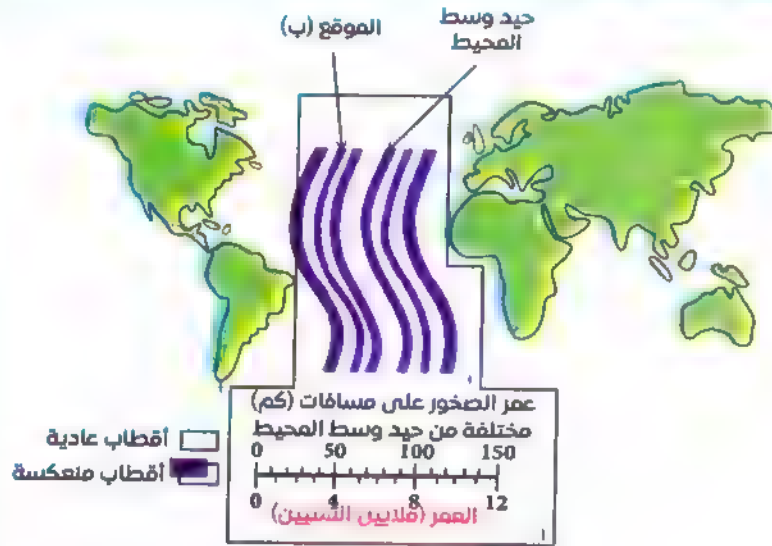 حيد وسط
المحيط
الموقع (ب)
عمر الصخور على مسافات (كم)
مختلفة من حيد وسط المحيط
0 50 100 150
0 4 8 12
العمر (ملايين السنيين)
أقطاب عادية
أقطاب منعكسة